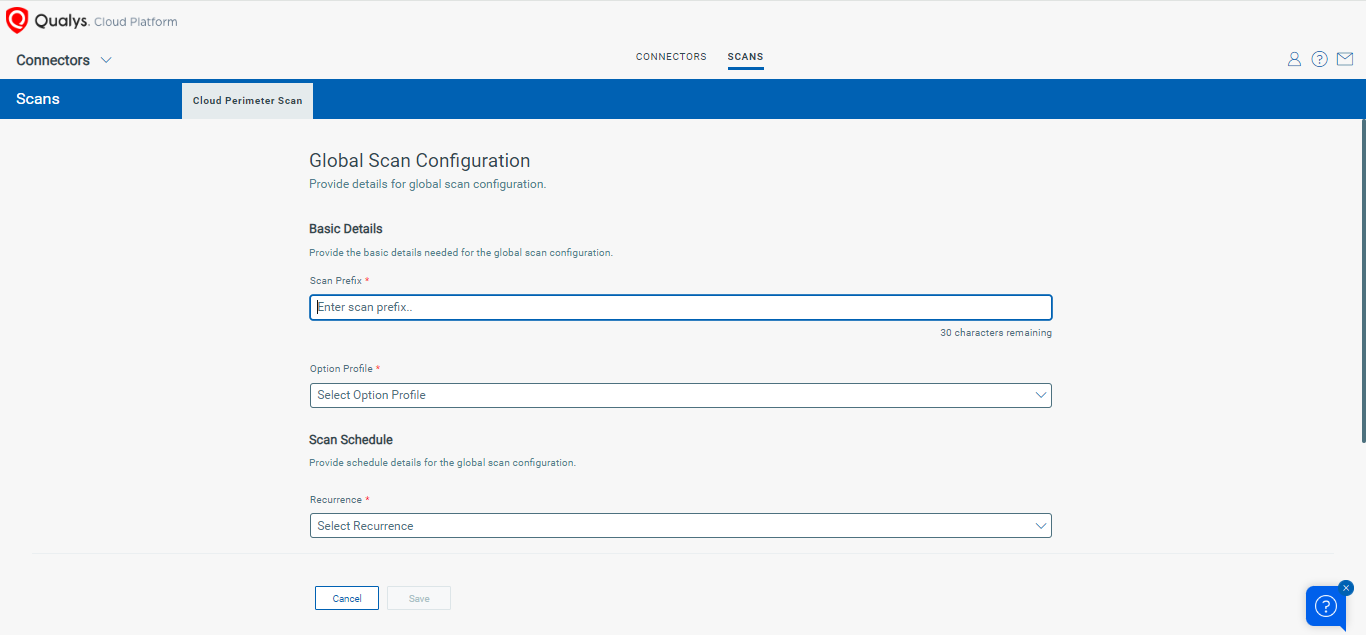 Qualys. Cloud Platform
Connectors
CONNECTORS
SCANS
Scans
Cloud Perimeter Scan
Global Scan Configuration
Provide details for global scan configuration.
Basic Details
Provide the basic details needed for the global scan configuration.
Scan Prefix *
Enter scan prefix..
30 characters remaining
Option Profile *
Select Option Profile
Scan Schedule
Provide schedule details for the global scan configuration.
Recurrence *
Select Recurrence
Cancel
Save